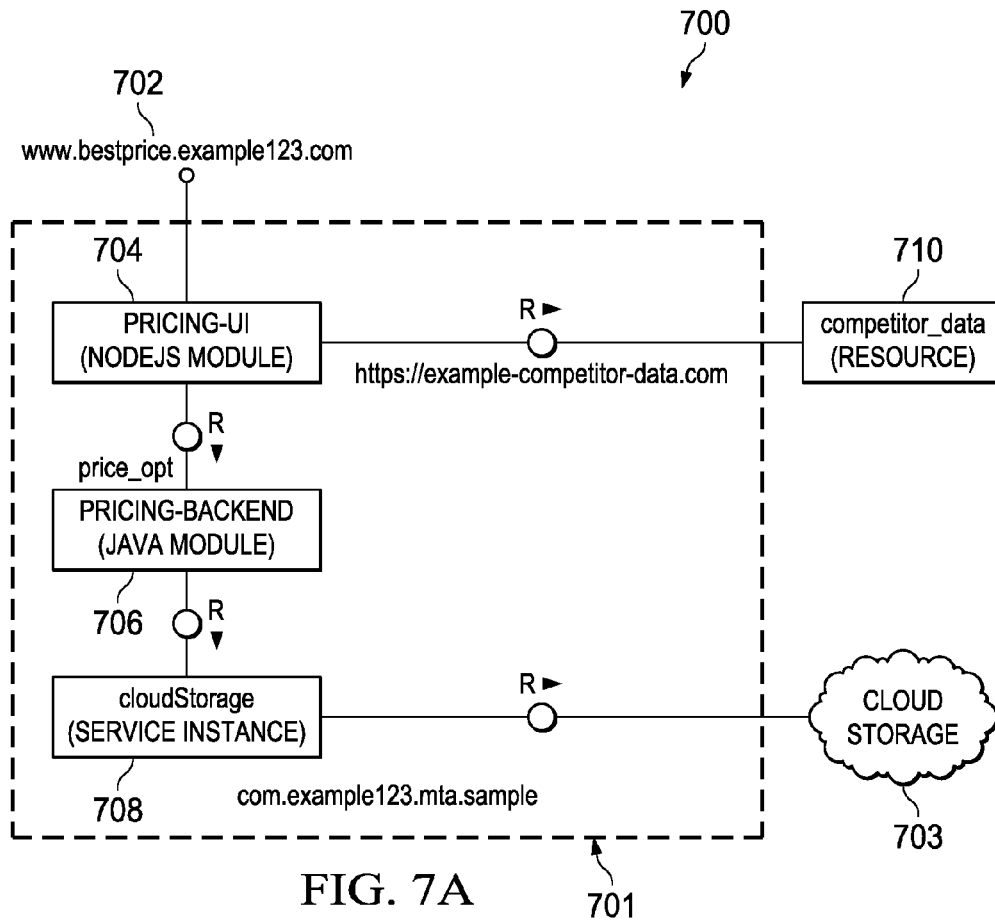 700
702
www.bestprice.example123.com
704
710
PRICING-UI
(NODEJS MODULE)
R
https://example-competitor-data.com
competitor_data
(RESOURCE)
R
price_opt
PRICING-BACKEND
(JAVA MODULE)
706
R
cloudStorage
(SERVICE INSTANCE)
R
CLOUD
STORAGE
708
com.example123.mta.sample
703
FIG. 7A
701